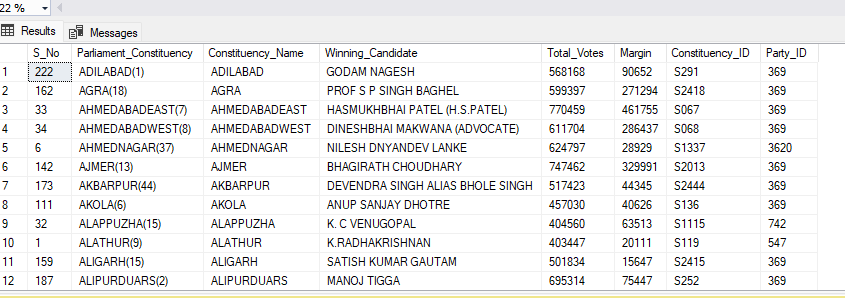 22 %
Results Messages
S_No Parliament_Constituency Constituency_Name Winning_Candidate Total_Votes Margin Constituency_ID Party_ID
1 222 ADILABAD(1) ADILABAD GODAM NAGESH 568168 90652 S291 369
2 162 AGRA(18) AGRA PROF S P SINGH BAGHEL 599397 271294 S2418 369
3 33 AHMEDABADEAST(7) AHMEDABADEAST HASMUKHBHAI PATEL (H.S.PATEL) 770459 461755 S067 369
4 34 AHMEDABADWEST(8) AHMEDABADWEST DINESHBHAI MAKWANA (ADVOCATE) 611704 286437 S068 369
5 6 AHMEDNAGAR(37) AHMEDNAGAR NILESH DNYANDEV LANKE 624797 28929 S1337 3620
6 142 AJMER(13) AJMER BHAGIRATH CHOUDHARY 747462 329991 S2013 369
7 173 AKBARPUR(44) AKBARPUR DEVENDRA SINGH ALIAS BHOLE SINGH 517423 44345 S2444 369
8 111 AKOLA(6) AKOLA ANUP SANJAY DHOTRE 457030 40626 S136 369
9 32 ALAPPUZHA(15) ALAPPUZHA K. C VENUGOPAL 404560 63513 S1115 742
10 1 ALATHUR(9) ALATHUR K.RADHAKRISHNAN 403447 20111 S119 547
11 159 ALIGARH(15) ALIGARH SATISH KUMAR GAUTAM 501834 15647 S2415 369
12 187 ALIPURDUARS(2) ALIPURDUARS MANOJ TIGGA 695314 75447 S252 369